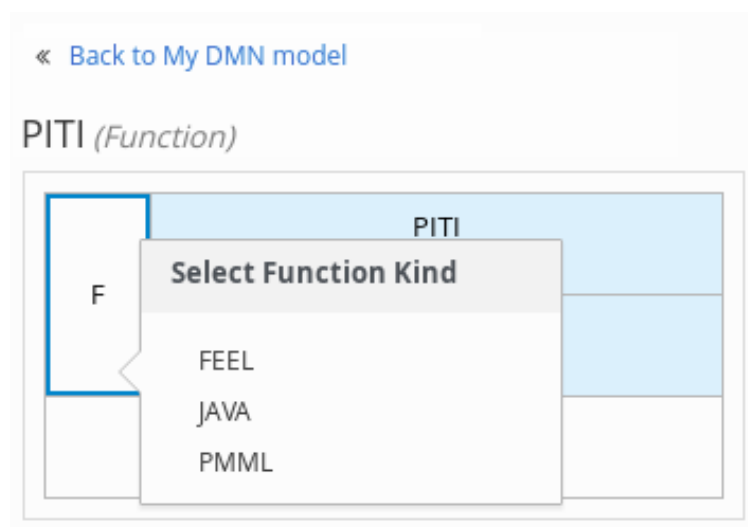 « Back to My DMN model
PITI (Function)
PITI
Select Function Kind
F
FEEL
JAVA
PMML